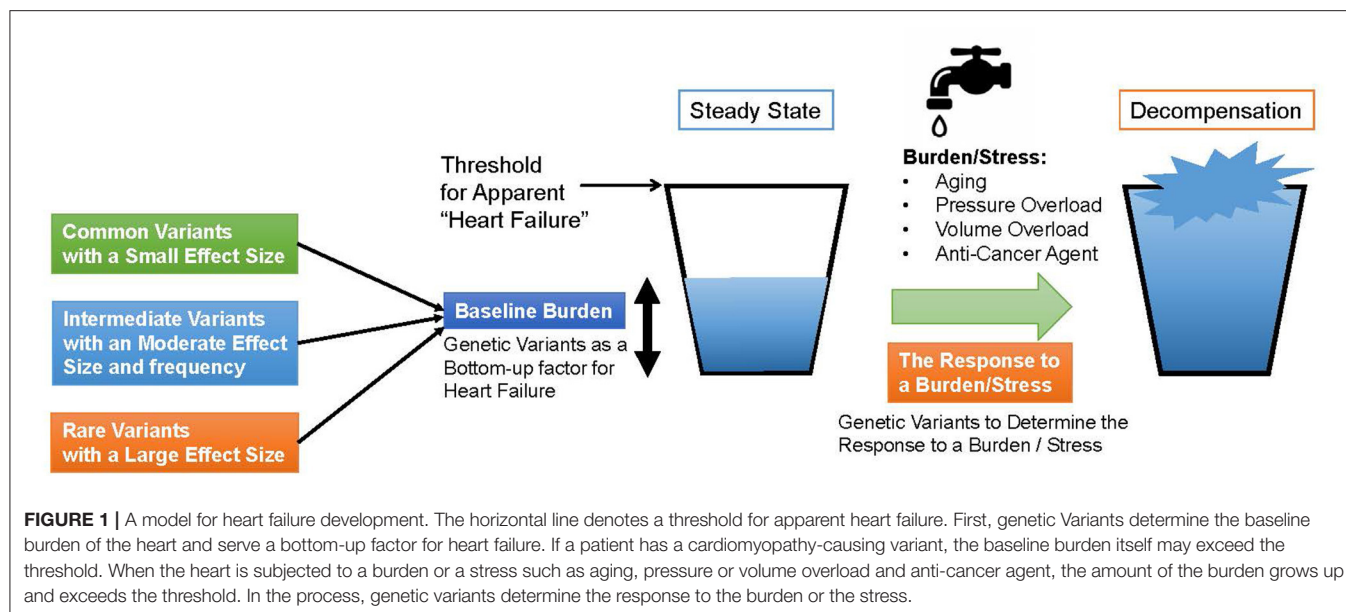 Common Variants
with a Small Effect Size
Intermediate Variants
with an Moderate Effect
Size and frequency
Rare Variants
with a Large Effect Size
Threshold
for Apparent
“Heart Failure”
Baseline Burden
Genetic Variants as a
Bottom-up factor for
Heart Failure
Steady State
Burden/Stress:
• Aging
• Pressure Overload
• Volume Overload
• Anti-Cancer Agent
The Response to
a Burden/Stress
Genetic Variants to Determine the
Response to a Burden / Stress
Decompensation
FIGURE 1 | A model for heart failure development. The horizontal line denotes a threshold for apparent heart failure. First, genetic Variants determine the baseline
burden of the heart and serve a bottom-up factor for heart failure. If a patient has a cardiomyopathy-causing variant, the baseline burden itself may exceed the
threshold. When the heart is subjected to a burden or a stress such as aging, pressure or volume overload and anti-cancer agent, the amount of the burden grows up
and exceeds the threshold. In the process, genetic variants determine the response to the burden or the stress.